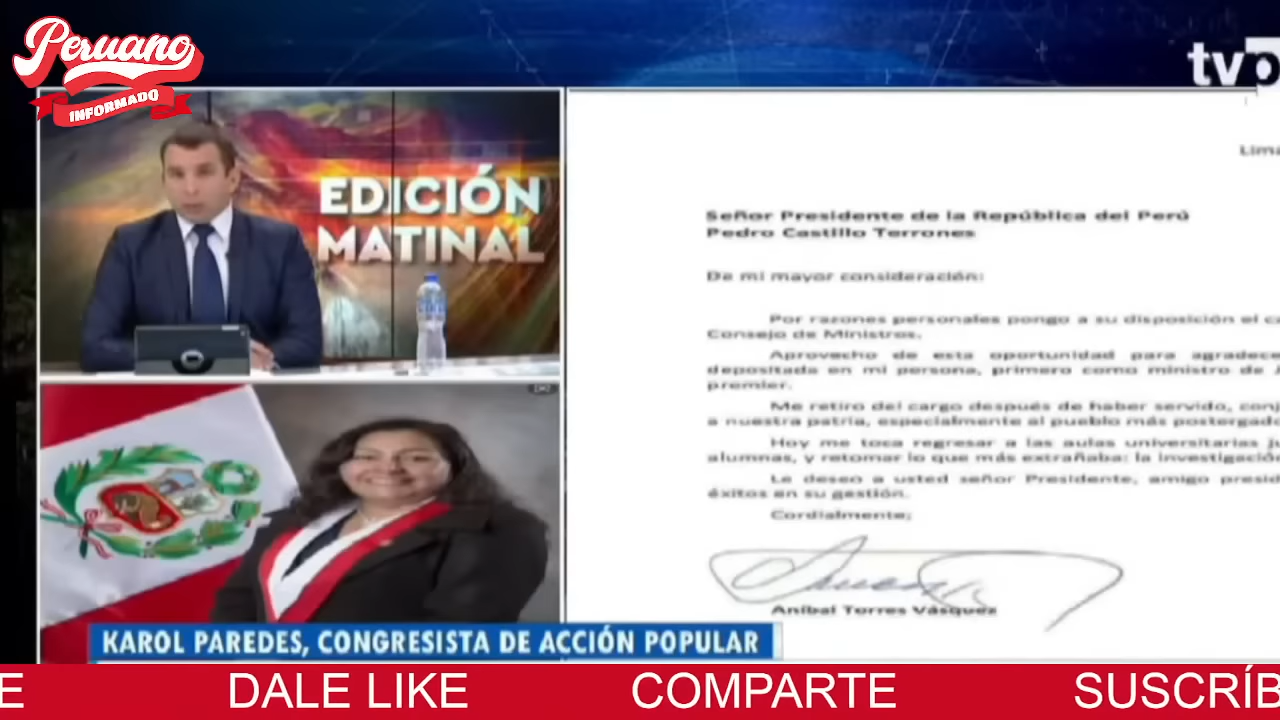 Peruano
INFORMADO
tvp
EDICIÓN
MATINAL
Lima
Señor Presidente de la República del Perú
Pedro Castillo Terrones
De mi mayor consideración:
Por razones personales pongo a su disposición el
Consejo de Ministros.
Aprovecho de esta oportunidad para
depositada en mi persona, primero como ministro de
premier.
Me retiro del cargo después de haber servido,
a nuestra patria, especialmente al pueblo más
Hoy me toca regresar a las aulas universitarias
alumnas, y retomar lo que más extrañaba: la investigación
Le deseo a usted señor Presidente, amigo
éxitos en su gestión.
Cordialmente;
Aníbal Torres Vásquez
KAROL PAREDES, CONGRESISTA DE ACCIÓN POPULAR
E DALE LIKE COMPARTE SUSCRÍB